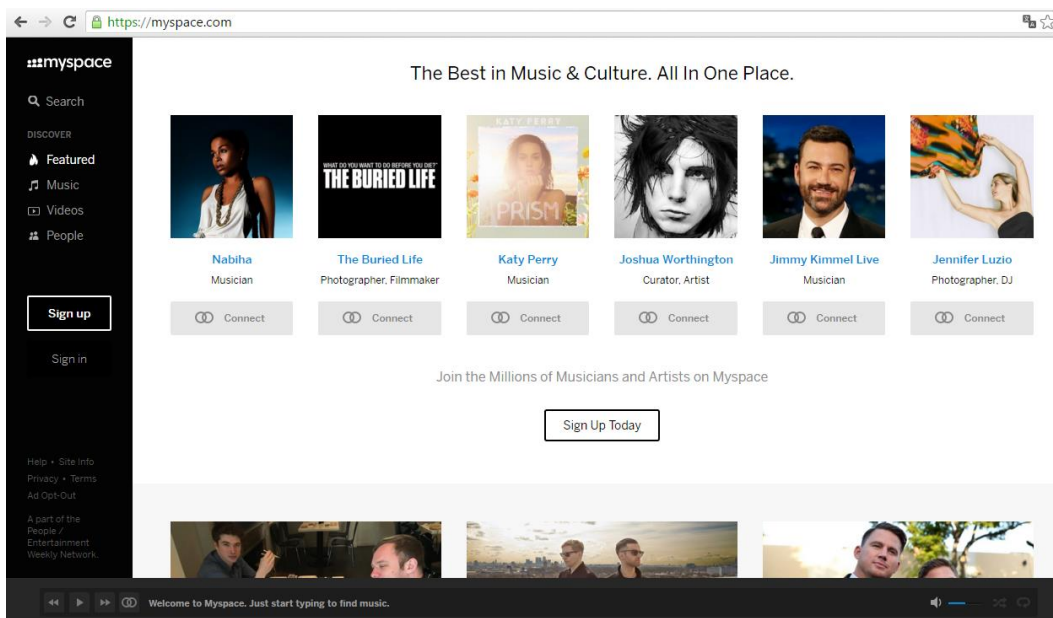 https://myspace.com
myspace
Search
DISCOVER
Featured
Music
Videos
People
Sign up
Sign in
Help • Site Info
Privacy • Terms
Ad Opt-Out
A part of the
People /
Entertainment
Weekly Network.
The Best in Music & Culture. All In One Place.
WHAT DO YOU WANT TO DO BEFORE YOU DIE?"
THE BURIED LIFE
KATY PERRY
PRISM
Nabiha
Musician
Connect
The Buried Life
Photographer, Filmmaker
Connect
Katy Perry
Musician
Connect
Joshua Worthington
Curator, Artist
Connect
Jimmy Kimmel Live
Musician
Connect
Jennifer Luzio
Photographer, DJ
Connect
Join the Millions of Musicians and Artists on Myspace
Sign Up Today
Welcome to Myspace. Just start typing to find music.